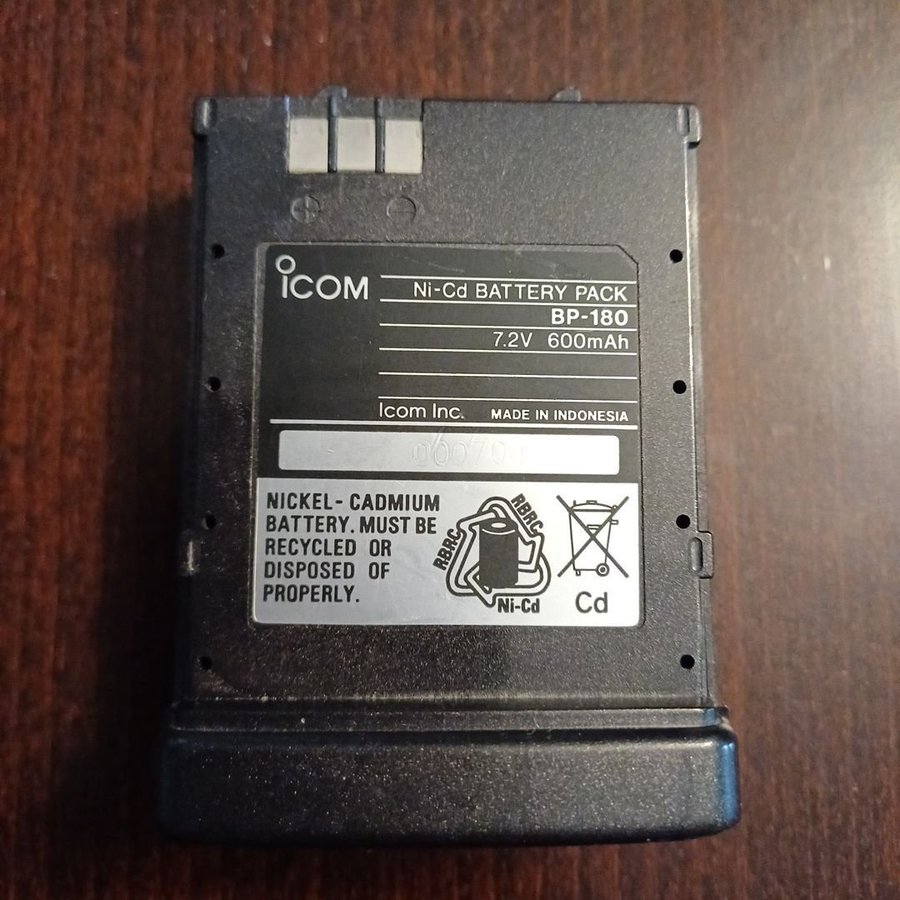 + -
ICOM
Ni-Cd BATTERY PACK
BP-180
7.2V 600mAh
Icom Inc. MADE IN INDONESIA
NICKEL- CADMIUM
BATTERY. MUST BE
RECYCLED OR
DISPOSED OF
PROPERLY.
RBRC
RBRC
Ni-Cd
Cd